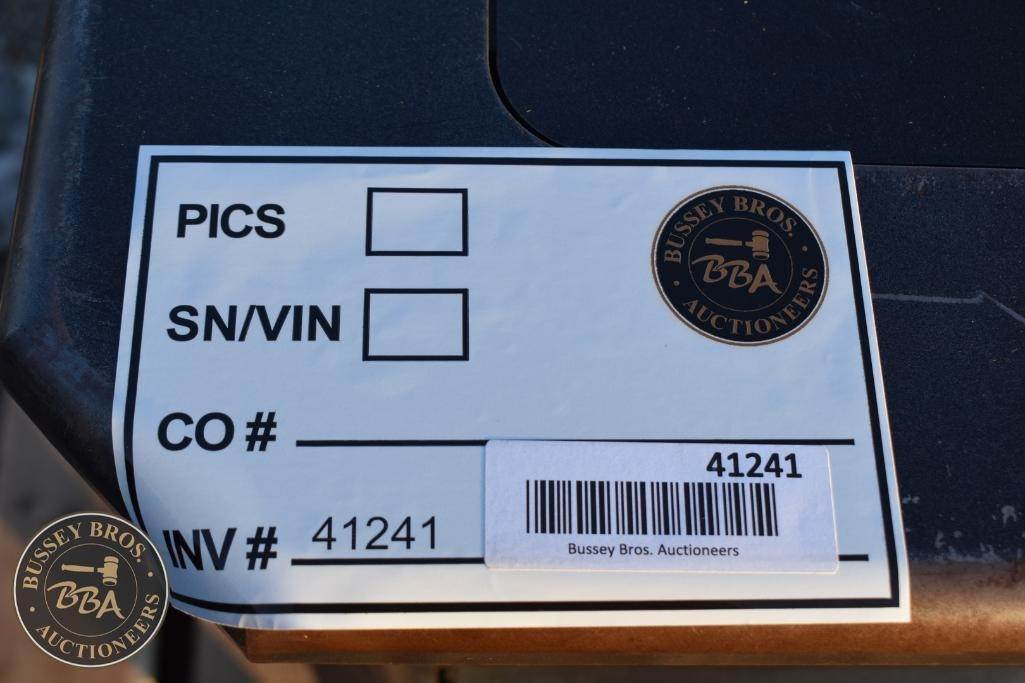 PICS
BUSSEY BROS.
BBA
AUCTIONEERS
SN/VIN
CO #
41241
INV # 41241
Bussey Bros. Auctioneers
BUSSEY BROS.
BBA
AUCTIONEERS